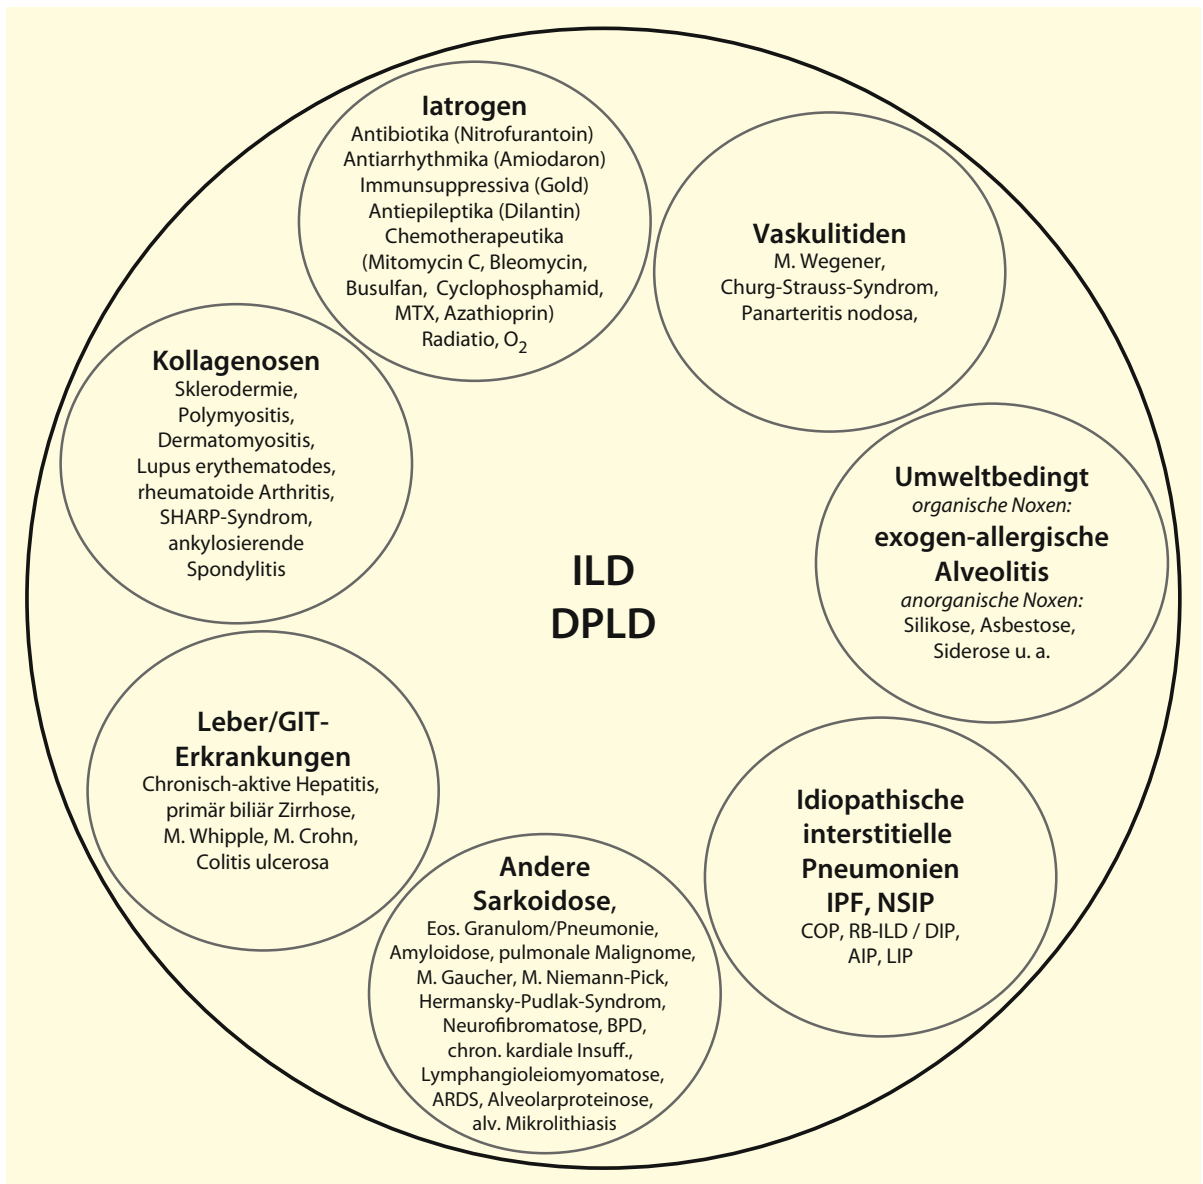 Iatrogen
Antibiotika (Nitrofurantoin)
Antiarrhythmika (Amiodaron)
Immunsuppressiva (Gold)
Antiepileptika (Dilantin)
Chemotherapeutika
(Mitomycin C, Bleomycin,
Busulfan, Cyclophosphamid,
MTX, Azathioprin)
Radiatio, O2
Vaskulitiden
M. Wegener,
Churg-Strauss-Syndrom,
Panarteritis nodosa,
Kollagenosen
Sklerodermie,
Polymyositis,
Dermatomyositis,
Lupus erythematodes,
rheumatoide Arthritis,
SHARP-Syndrom,
ankylosierende
Spondylitis
Umweltbedingt
organische Noxen:
exogen-allergische
Alveolitis
anorganische Noxen:
Silikose, Asbestose,
Siderose u. a.
ILD
DPLD
Leber/GIT-
Erkrankungen
Chronisch-aktive Hepatitis,
primär biliär Zirrhose,
M. Whipple, M. Crohn,
Colitis ulcerosa
Idiopathische
interstitielle
Pneumonien
IPF, NSIP
COP, RB-ILD / DIP,
AIP, LIP
Andere
Sarkoidose,
Eos. Granulom/Pneumonie,
Amyloidose, pulmonale Malignome,
M. Gaucher, M. Niemann-Pick,
Hermansky-Pudlak-Syndrom,
Neurofibromatose, BPD,
chron. kardiale Insuff.,
Lymphangioleiomyomatose,
ARDS, Alveolarproteinose,
alv. Mikrolithiasis